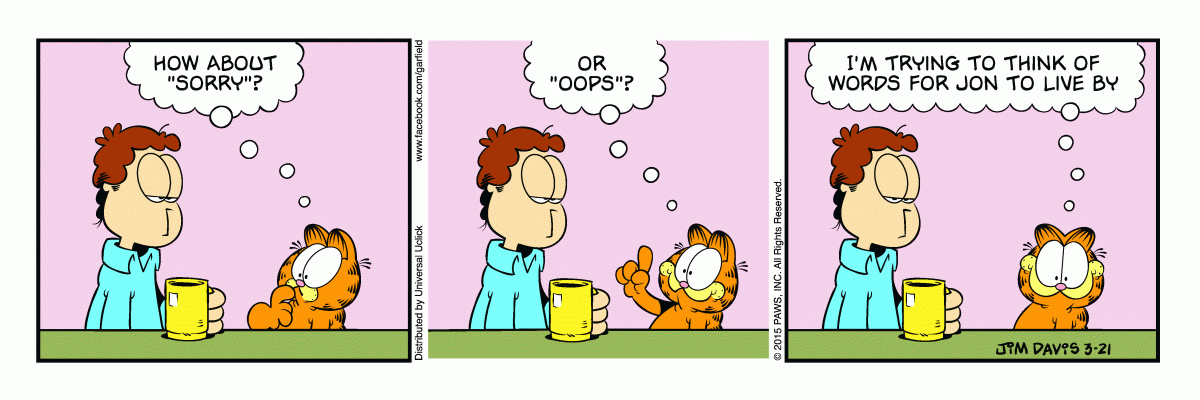 HOW ABOUT
"SORRY"?
www.facebook.com/garfield
Distributed by Universal Uclick
OR
"OOPS"?
© 2015 PAWS, INC. All Rights Reserved.
I'M TRYING TO THINK OF
WORDS FOR JON TO LIVE BY
JIM DAVIS 3-21